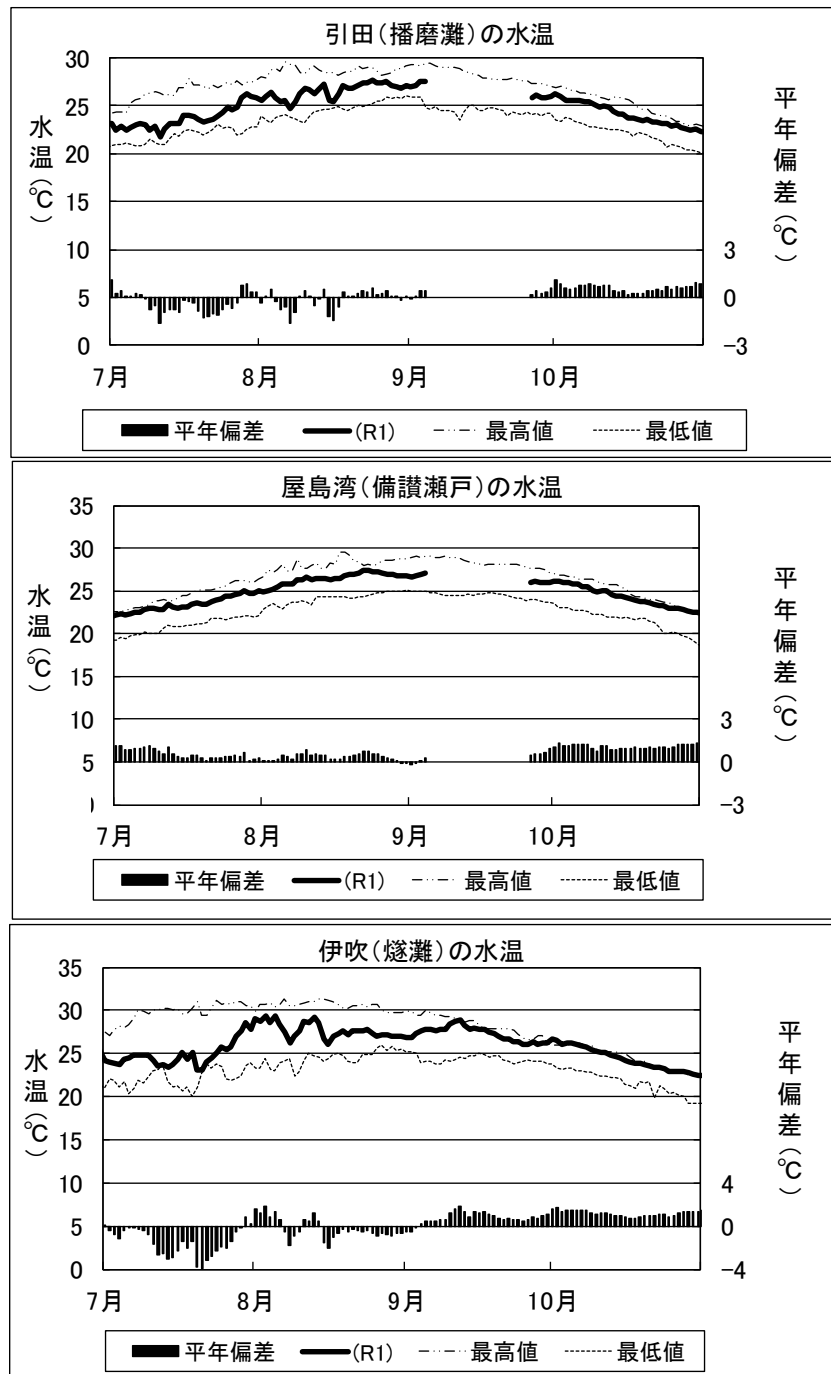 引田(播磨灘)の水温
30
25
20
15
10
5
0
水温(℃)
3
0
−3
平年偏差(℃)
7月 8月 9月 10月
平年偏差 (R1) 最高値 最低値
屋島湾(備讃瀬戸)の水温
35
30
25
20
15
10
5
水温(℃)
3
0
−3
平年偏差(℃)
7月 8月 9月 10月
平年偏差 (R1) 最高値 最低値
伊吹(燧灘)の水温
35
30
25
20
15
10
5
0
水温(℃)
4
0
−4
平年偏差(℃)
7月 8月 9月 10月
平年偏差 (R1) 最高値 最低値